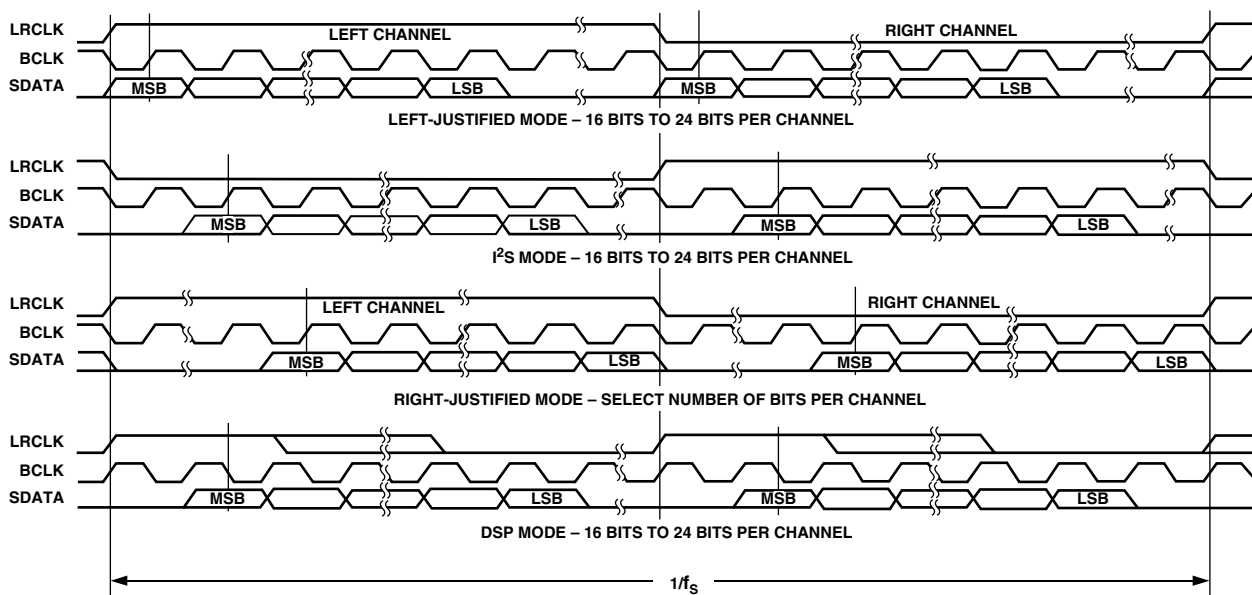 LRCLK
LEFT CHANNEL
RIGHT CHANNEL
BCLK
SDATA
MSB
LSB
MSB
LSB
LEFT-JUSTIFIED MODE – 16 BITS TO 24 BITS PER CHANNEL
LRCLK
BCLK
SDATA
MSB
LSB
MSB
LSB
I²S MODE – 16 BITS TO 24 BITS PER CHANNEL
LRCLK
LEFT CHANNEL
RIGHT CHANNEL
BCLK
SDATA
MSB
LSB
MSB
LSB
RIGHT-JUSTIFIED MODE – SELECT NUMBER OF BITS PER CHANNEL
LRCLK
BCLK
SDATA
MSB
LSB
MSB
LSB
DSP MODE – 16 BITS TO 24 BITS PER CHANNEL
1/fS